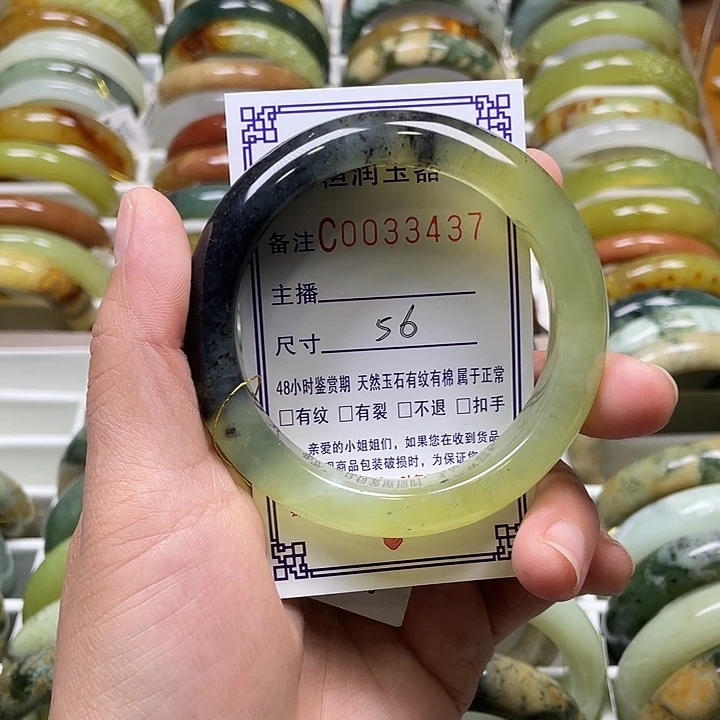 润玉器
备注C0033437
主播
尺寸 56
48小时鉴赏期 天然玉石有纹有棉 属于正常
□有纹 □有裂 □不退 □扣手
亲爱的小姐姐们，如果您在收到货品
商品包装破损时，为保证您